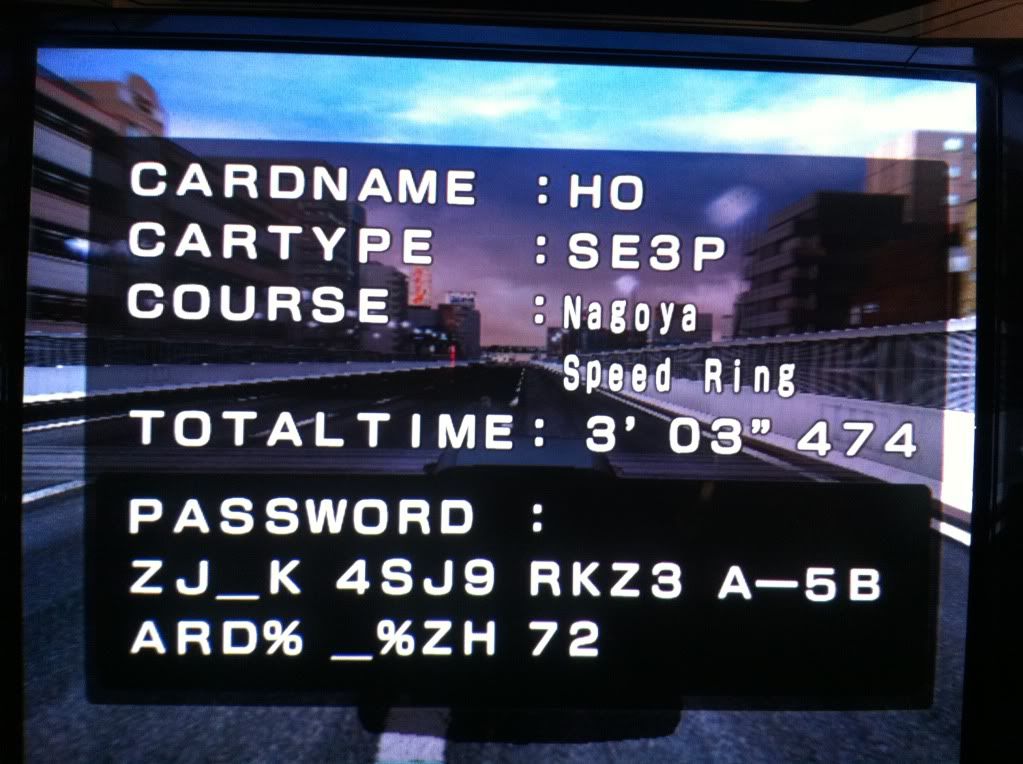 CARDNAME : HO
CARTYPE : SE3P
COURSE : Nagoya
Speed Ring
TOTALTIME : 3' 03" 474
PASSWORD :
ZJ_K 4SJ9 RKZ3 A—5B
ARD% _%ZH 72